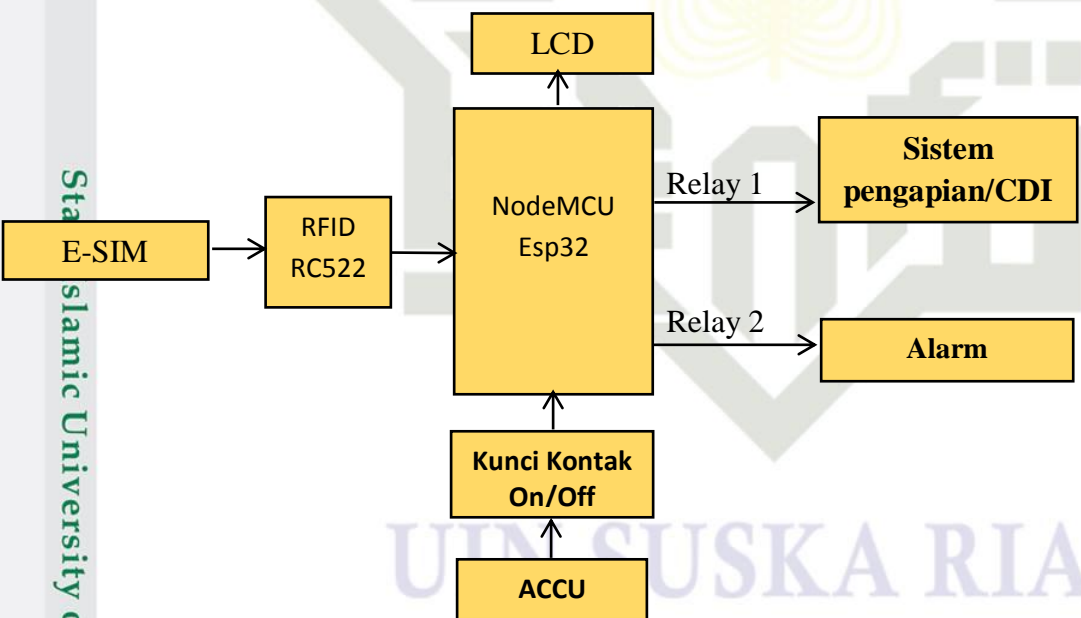 LCD
NodeMCU
Esp32
Relay 1
Sistem
pengapian/CDI
E-SIM
RFID
RC522
Relay 2
Alarm
Kunci Kontak
On/Off
ACCU
UIN SUSKA RIA
Sta
slamic University